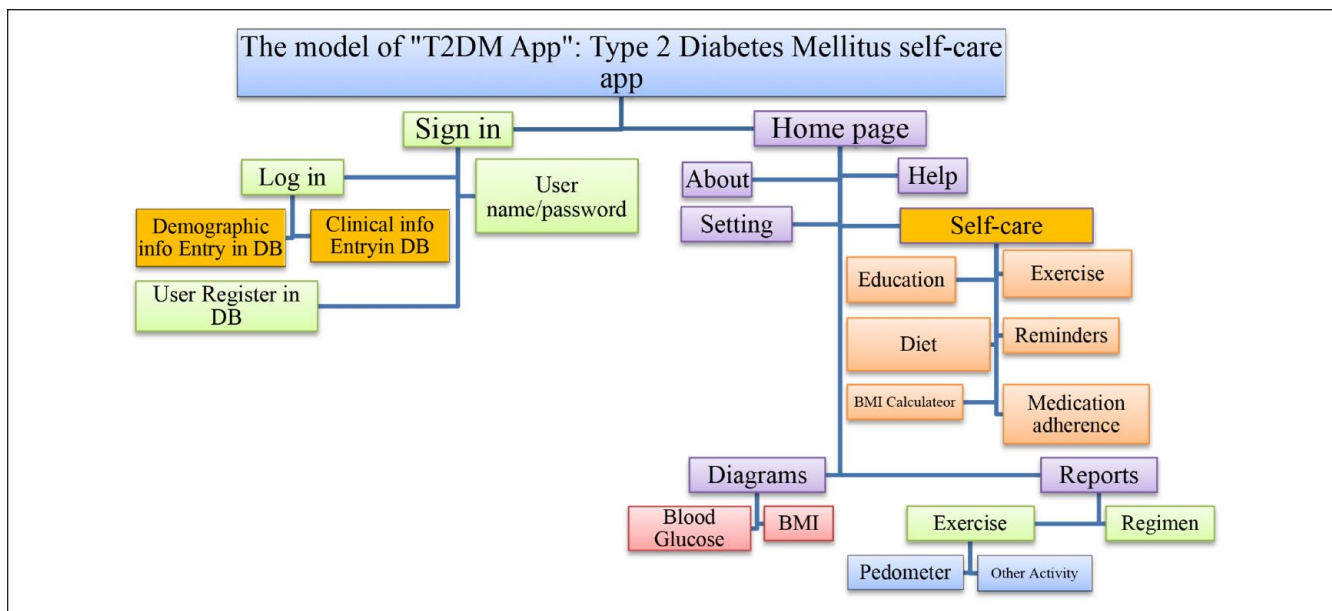 The model of "T2DM App": Type 2 Diabetes Mellitus self-care
app
Sign in
Home page
Log in
User
name/password
About
Help
Demographic
info Entry in DB
Clinical info
Entryin DB
Setting
Self-care
User Register in
DB
Education
Exercise
Diet
Reminders
BMI Calculateor
Medication
adherence
Diagrams
Reports
Blood
Glucose
BMI
Exercise
Regimen
Pedometer
Other Activity